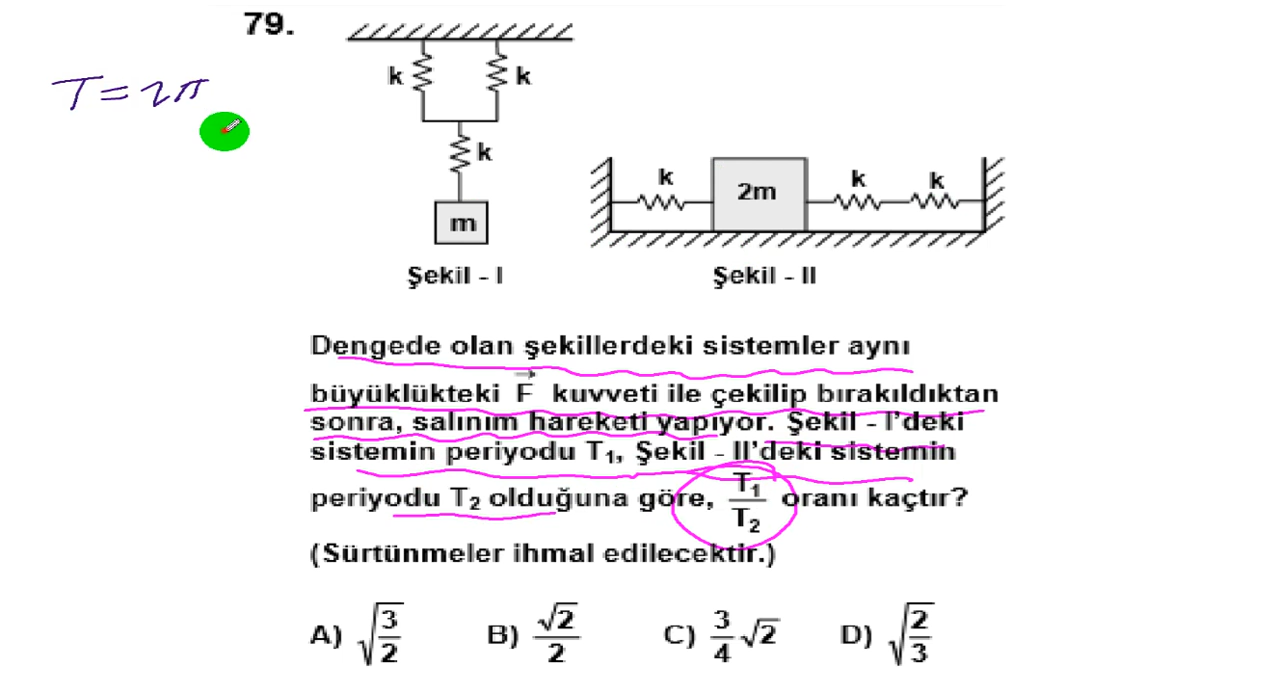 79.
T = 2π
k
k
k
m
Şekil - I
k
k
k
2m
Şekil - II
Dengede olan şekillerdeki sistemler aynı
büyüklükteki F⃗ kuvveti ile çekilip bırakıldıktan
sonra, salınım hareketi yapıyor. Şekil - I'deki
sistemin periyodu T₁, Şekil - II'deki sistemin
periyodu T₂ olduğuna göre, T₁/T₂ oranı kaçtır?
(Sürtünmeler ihmal edilecektir.)
A) √(3/2) B) √2/2 C) 3/4 √2 D) √(2/3)